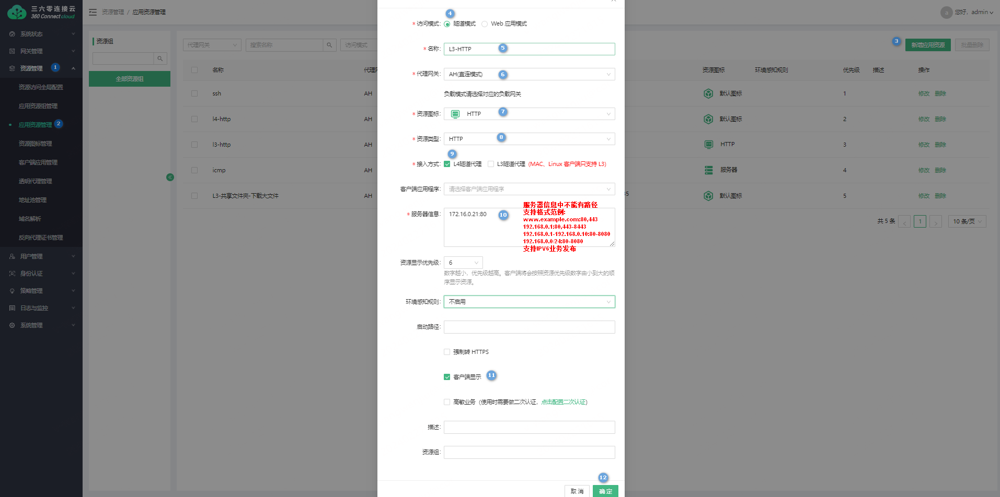 三六零连接云
360 Connect cloud
资源管理 / 应用资源管理
a 您好，admin
系统状态
网关管理
资源管理 1
资源访问全局配置
应用资源组管理
应用资源管理 2
资源图标管理
客户端应用管理
透明代理管理
地址池管理
域名解析
反向代理证书管理
用户管理
身份认证
策略管理
日志与监控
系统管理
资源组
全部资源组
代理网关 搜索名称 访问模式
3 新增应用资源 批量删除
名称 代理网 资源图标 环境感知规则 优先级 描述 操作
ssh AH 默认图标 1 修改 删除
l4-http AH 默认图标 2 修改 删除
l3-http AH HTTP 3 修改 删除
icmp AH 服务器 4 修改 删除
L3-共享文件夹-下载大文件 AH 35 默认图标 5 修改 删除
共 5 条 1 10 条/页
4
* 访问模式: 隧道模式 Web 应用模式
* 名称: L3-HTTP 5
* 代理网关: AH(直连模式) 6
负载模式请选择对应的负载网关
* 资源图标: HTTP 7
* 资源类型: HTTP 8
9
* 接入方式: L4隧道代理 L3隧道代理 (MAC、Linux 客户端只支持 L3)
客户端应用程序: 请选择客户端应用程序
* 服务器信息: 172.16.0.21:80 10
服务器信息中不能有路径
支持格式范例:
www.example.com:80,443
192.168.0.1:80,443-8443
192.168.0.1-192.168.0.10:80-8080
192.168.0.0/24:80-8080
支持IPV6业务发布
资源显示优先级: 6
数字越小，优先级越高。客户端将会按照资源优先级数字由小到大的顺
序显示资源。
环境感知规则: 不启用
启动路径:
强制转 HTTPS
客户端显示 11
高敏业务（使用时需要做二次认证，点击配置二次认证）
描述:
资源组:
12
取 消 确 定